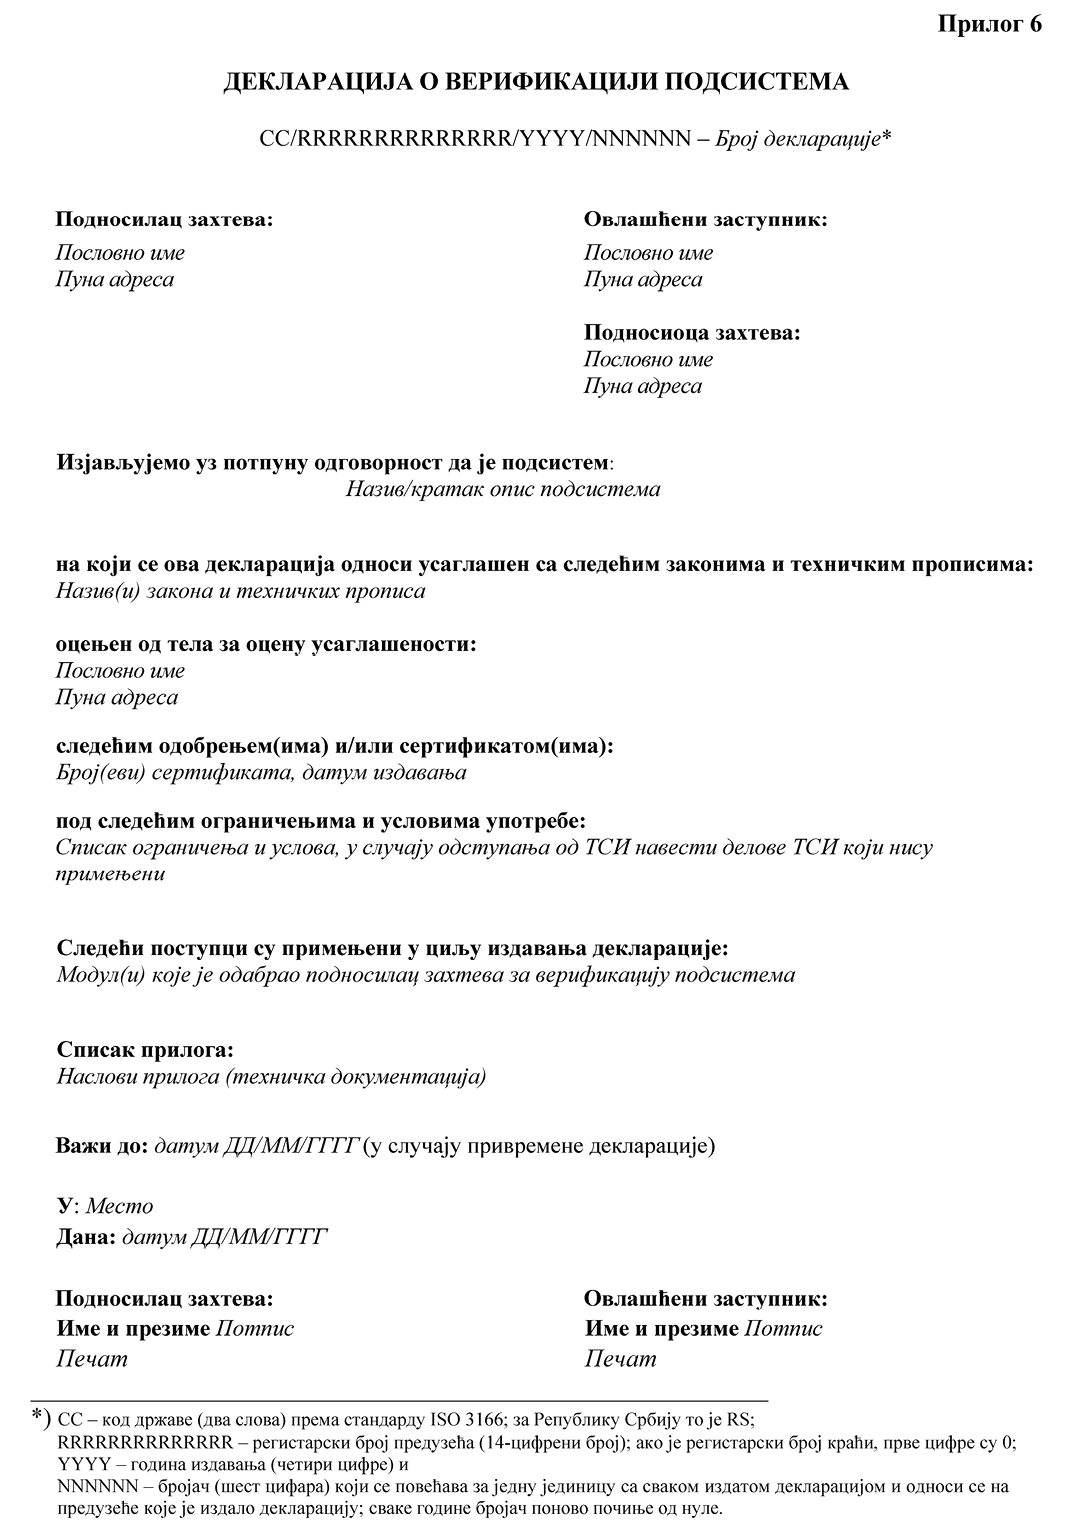 Прилог 6
ДЕКЛАРАЦИЈА О ВЕРИФИКАЦИЈИ ПОДСИСТЕМА
CC/RRRRRRRRRRRRRR/YYYY/NNNNNN – Број декларације*
Подносилац захтева:
Пословно име
Пуна адреса
Овлашћени заступник:
Пословно име
Пуна адреса
Подносиоца захтева:
Пословно име
Пуна адреса
Изјављујемо уз потпуну одговорност да је подсистем:
Назив/кратак опис подсистема
на који се ова декларација односи усаглашен са следећим законима и техничким прописима:
Назив(и) закона и техничких прописа
оцењен од тела за оцену усаглашености:
Пословно име
Пуна адреса
следећим одобрењем(има) и/или сертификатом(има):
Број(еви) сертификата, датум издавања
под следећим ограничењима и условима употребе:
Списак ограничења и услова, у случају одступања од ТСИ навести делове ТСИ који нису
примењени
Следећи поступци су примењени у циљу издавања декларације:
Модул(и) које је одабрао подносилац захтева за верификацију подсистема
Списак прилога:
Наслови прилога (техничка документација)
Важи до: датум ДД/ММ/ГГГГ (у случају привремене декларације)
У: Место
Дана: датум ДД/ММ/ГГГГ
Подносилац захтева:
Име и презиме Потпис
Печат
Овлашћени заступник:
Име и презиме Потпис
Печат
*) CC – код државе (два слова) према стандарду ISO 3166; за Републику Србију то је RS;
RRRRRRRRRRRRRR – регистарски број предузећа (14-цифрени број); ако је регистарски број краћи, прве цифре су 0;
YYYY – година издавања (четири цифре) и
NNNNNN – бројач (шест цифара) који се повећава за једну јединицу са сваком издатом декларацијом и односи се на
предузеће које је издало декларацију; сваке године бројач поново почиње од нуле.